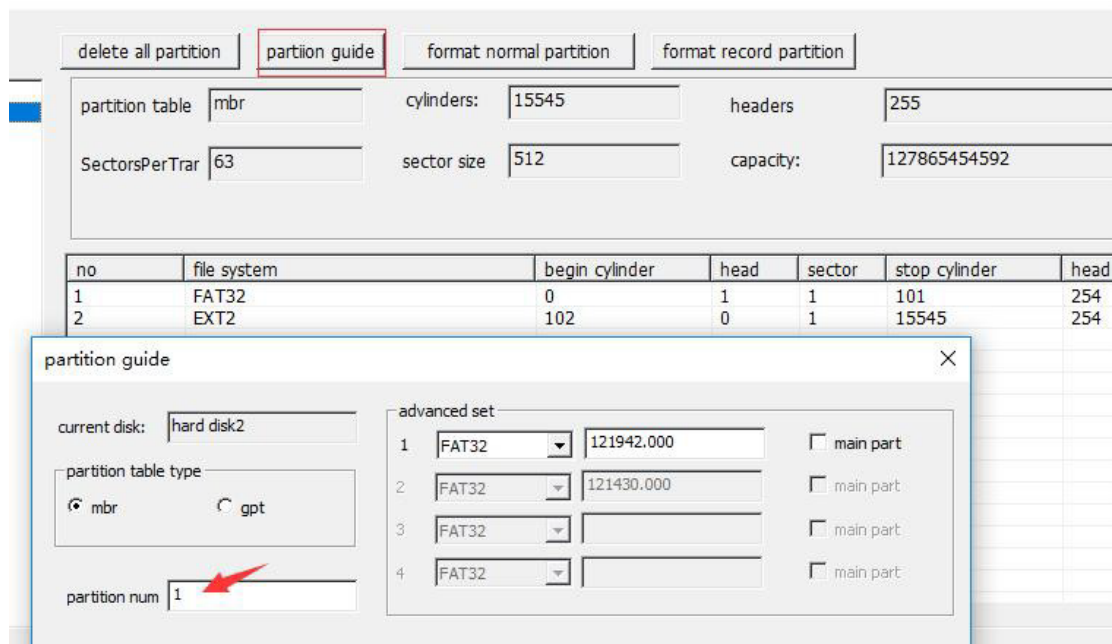 delete all partition partiion guide format normal partition format record partition
partition table mbr cylinders: 15545 headers 255
SectorsPerTrar 63 sector size 512 capacity: 127865454592
no file system begin cylinder head sector stop cylinder head
1 FAT32 0 1 1 101 254
2 EXT2 102 0 1 15545 254
partition guide
current disk: hard disk2
partition table type
mbr gpt
partition num 1
advanced set
1 FAT32 121942.000 main part
2 FAT32 121430.000 main part
3 FAT32 main part
4 FAT32 main part